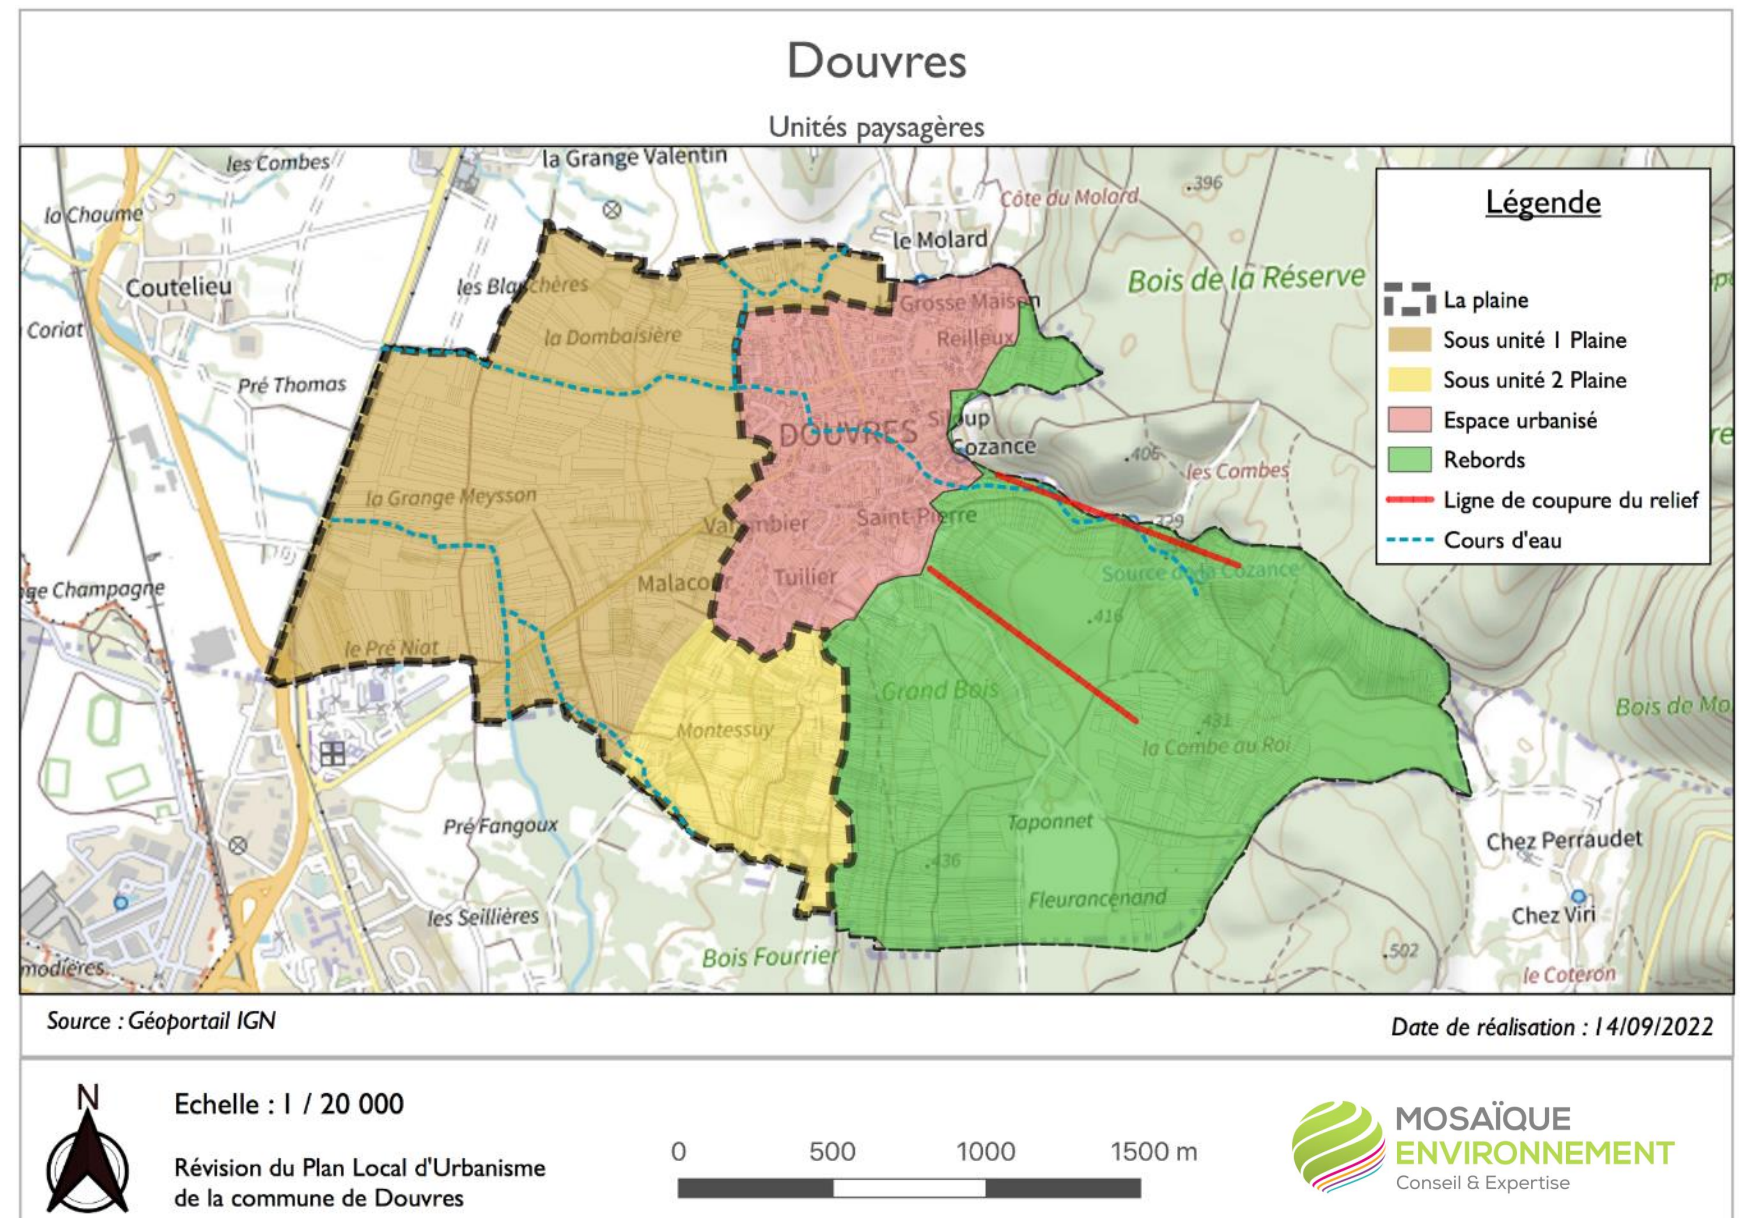 Douvres
Unités paysagères
les Combes
la Grange Valentin
la Chaume
Côte du Molard
.396
le Molard
Coutelieu
les Blanchères
Bois de la Réserve
Grosse Maison
Coriat
la Dombaisière
Reilleux
Pré Thomas
DOUVRES
Cozance
.406
les Combes
la Grange Meysson
Saint-Pierre
329
Champagne
Tuilier
Source de la Cozance
.416
le Pré Niat
Grand Bois
Montessuy
.431
la Combe au Roi
Pré Fangoux
Taponnet
.436
Chez Perraudet
les Seillières
Fleurancenand
Chez Viri
Bois Fourrier
.502
le Coteron
Légende
La plaine
Sous unité 1 Plaine
Sous unité 2 Plaine
Espace urbanisé
Rebords
Ligne de coupure du relief
Cours d'eau
Source : Géoportail IGN
Date de réalisation : 14/09/2022
N
Echelle : 1 / 20 000
Révision du Plan Local d'Urbanisme
de la commune de Douvres
0 500 1000 1500 m
MOSAÏQUE
ENVIRONNEMENT
Conseil & Expertise